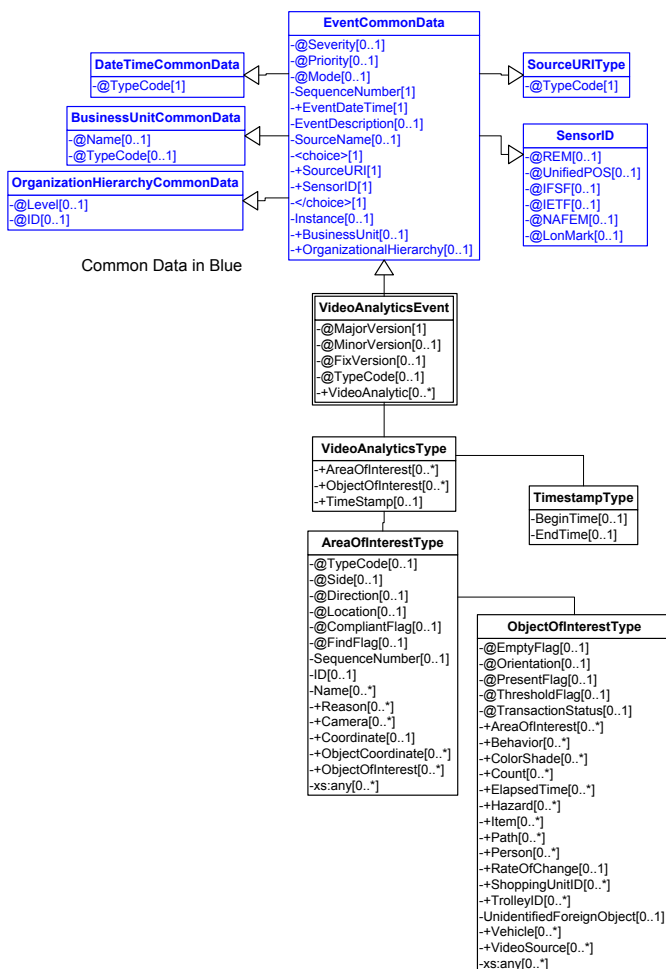 EventCommonData
-@Severity[0..1]
-@Priority[0..1]
-@Mode[0..1]
-SequenceNumber[1]
-+EventDateTime[1]
-EventDescription[0..1]
-SourceName[0..1]
-<choice>[1]
-+SourceURI[1]
-+SensorID[1]
-</choice>[1]
-Instance[0..1]
-+BusinessUnit[0..1]
-+OrganizationalHierarchy[0..1]
DateTimeCommonData
-@TypeCode[1]
BusinessUnitCommonData
-@Name[0..1]
-@TypeCode[0..1]
OrganizationHierarchyCommonData
-@Level[0..1]
-@ID[0..1]
SourceURIType
-@TypeCode[1]
SensorID
-@REM[0..1]
-@UnifiedPOS[0..1]
-@IFSF[0..1]
-@IETF[0..1]
-@NAFEM[0..1]
-@LonMark[0..1]
Common Data in Blue
VideoAnalyticsEvent
-@MajorVersion[1]
-@MinorVersion[0..1]
-@FixVersion[0..1]
-@TypeCode[0..1]
-+VideoAnalytic[0..*]
VideoAnalyticsType
-+AreaOfInterest[0..*]
-+ObjectOfInterest[0..*]
-+TimeStamp[0..1]
TimestampType
-BeginTime[0..1]
-EndTime[0..1]
AreaOfInterestType
-@TypeCode[0..1]
-@Side[0..1]
-@Direction[0..1]
-@Location[0..1]
-@CompliantFlag[0..1]
-@FindFlag[0..1]
-SequenceNumber[0..1]
-ID[0..1]
-Name[0..*]
-+Reason[0..*]
-+Camera[0..*]
-+Coordinate[0..1]
-+ObjectCoordinate[0..*]
-+ObjectOfInterest[0..*]
-xs:any[0..*]
ObjectOfInterestType
-@EmptyFlag[0..1]
-@Orientation[0..1]
-@PresentFlag[0..1]
-@ThresholdFlag[0..1]
-@TransactionStatus[0..1]
-+AreaOfInterest[0..*]
-+Behavior[0..*]
-+ColorShade[0..*]
-+Count[0..*]
-+ElapsedTime[0..*]
-+Hazard[0..*]
-+Item[0..*]
-+Path[0..*]
-+Person[0..*]
-+RateOfChange[0..1]
-+ShoppingUnitID[0..*]
-+TrolleyID[0..*]
-UnidentifiedForeignObject[0..1]
-+Vehicle[0..*]
-+VideoSource[0..*]
-xs:any[0..*]